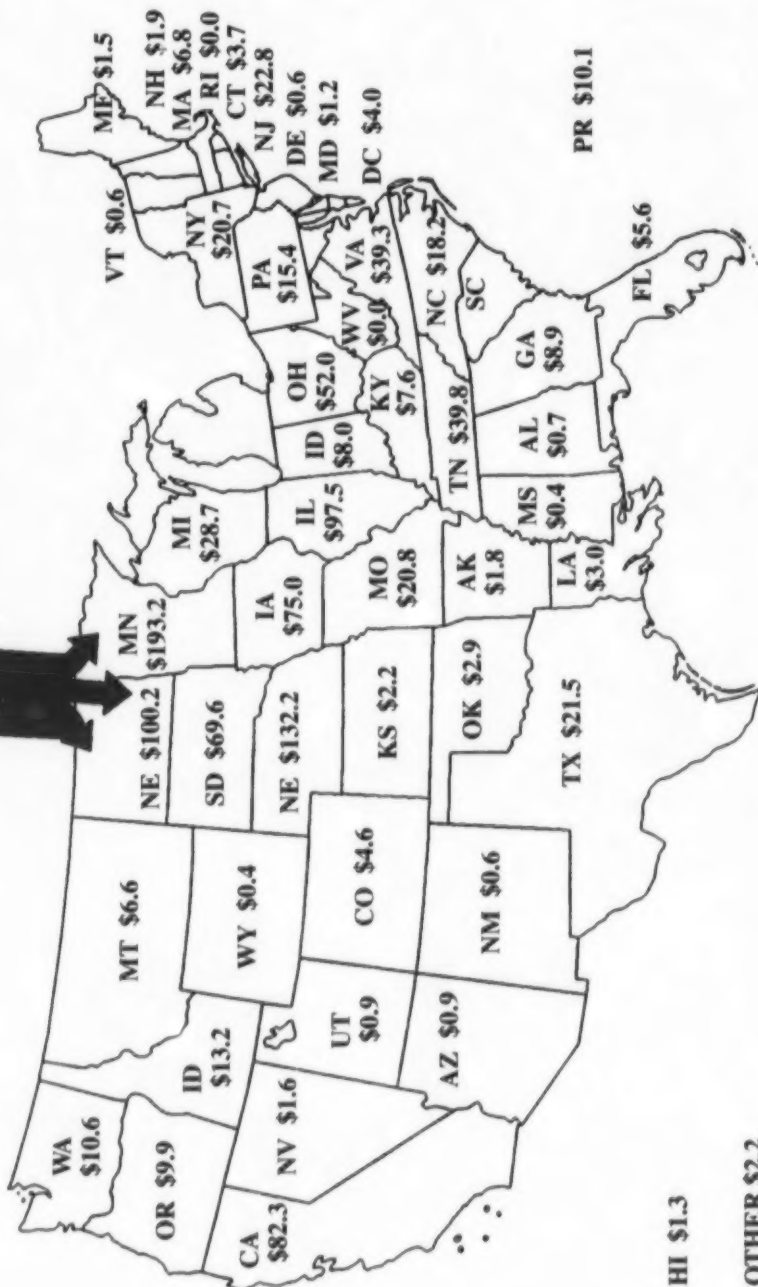 WA
$10.6
OR $9.9
CA
$82.3
NV $1.6
ID
$13.2
MT $6.6
WY $0.4
UT
$0.9
AZ $0.9
CO $4.6
NM $0.6
NE $100.2
SD $69.6
NE $132.2
KS $2.2
OK $2.9
TX $21.5
MN
$193.2
IA
$75.0
MO
$20.8
AK
$1.8
LA
$3.0
MI
$28.7
IL
$97.5
ID
$8.0
OH
$52.0
KY
$7.6
TN $39.8
MS
$0.4
AL
$0.7
GA
$8.9
FL $5.6
SC
NC $18.2
VA
$39.3
WV
$0.0
PA
$15.4
NY
$20.7
VT $0.6
ME $1.5
NH $1.9
MA $6.8
RI $0.0
CT $3.7
NJ $22.8
DE $0.6
MD $1.2
DC $4.0
PR $10.1
HI $1.3
OTHER $2.2